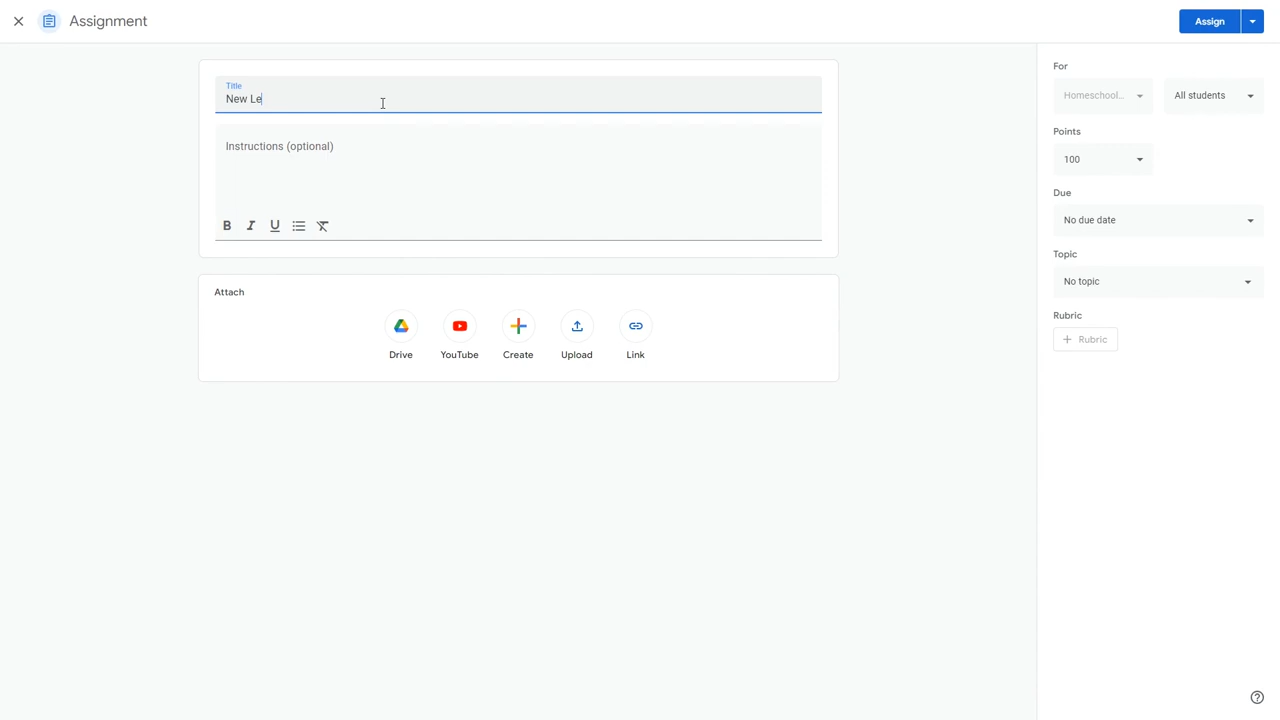 Assignment
Assign
Title
New Le
Instructions (optional)
B I U
Attach
Drive
YouTube
Create
Upload
Link
For
Homeschool...
All students
Points
100
Due
No due date
Topic
No topic
Rubric
+ Rubric